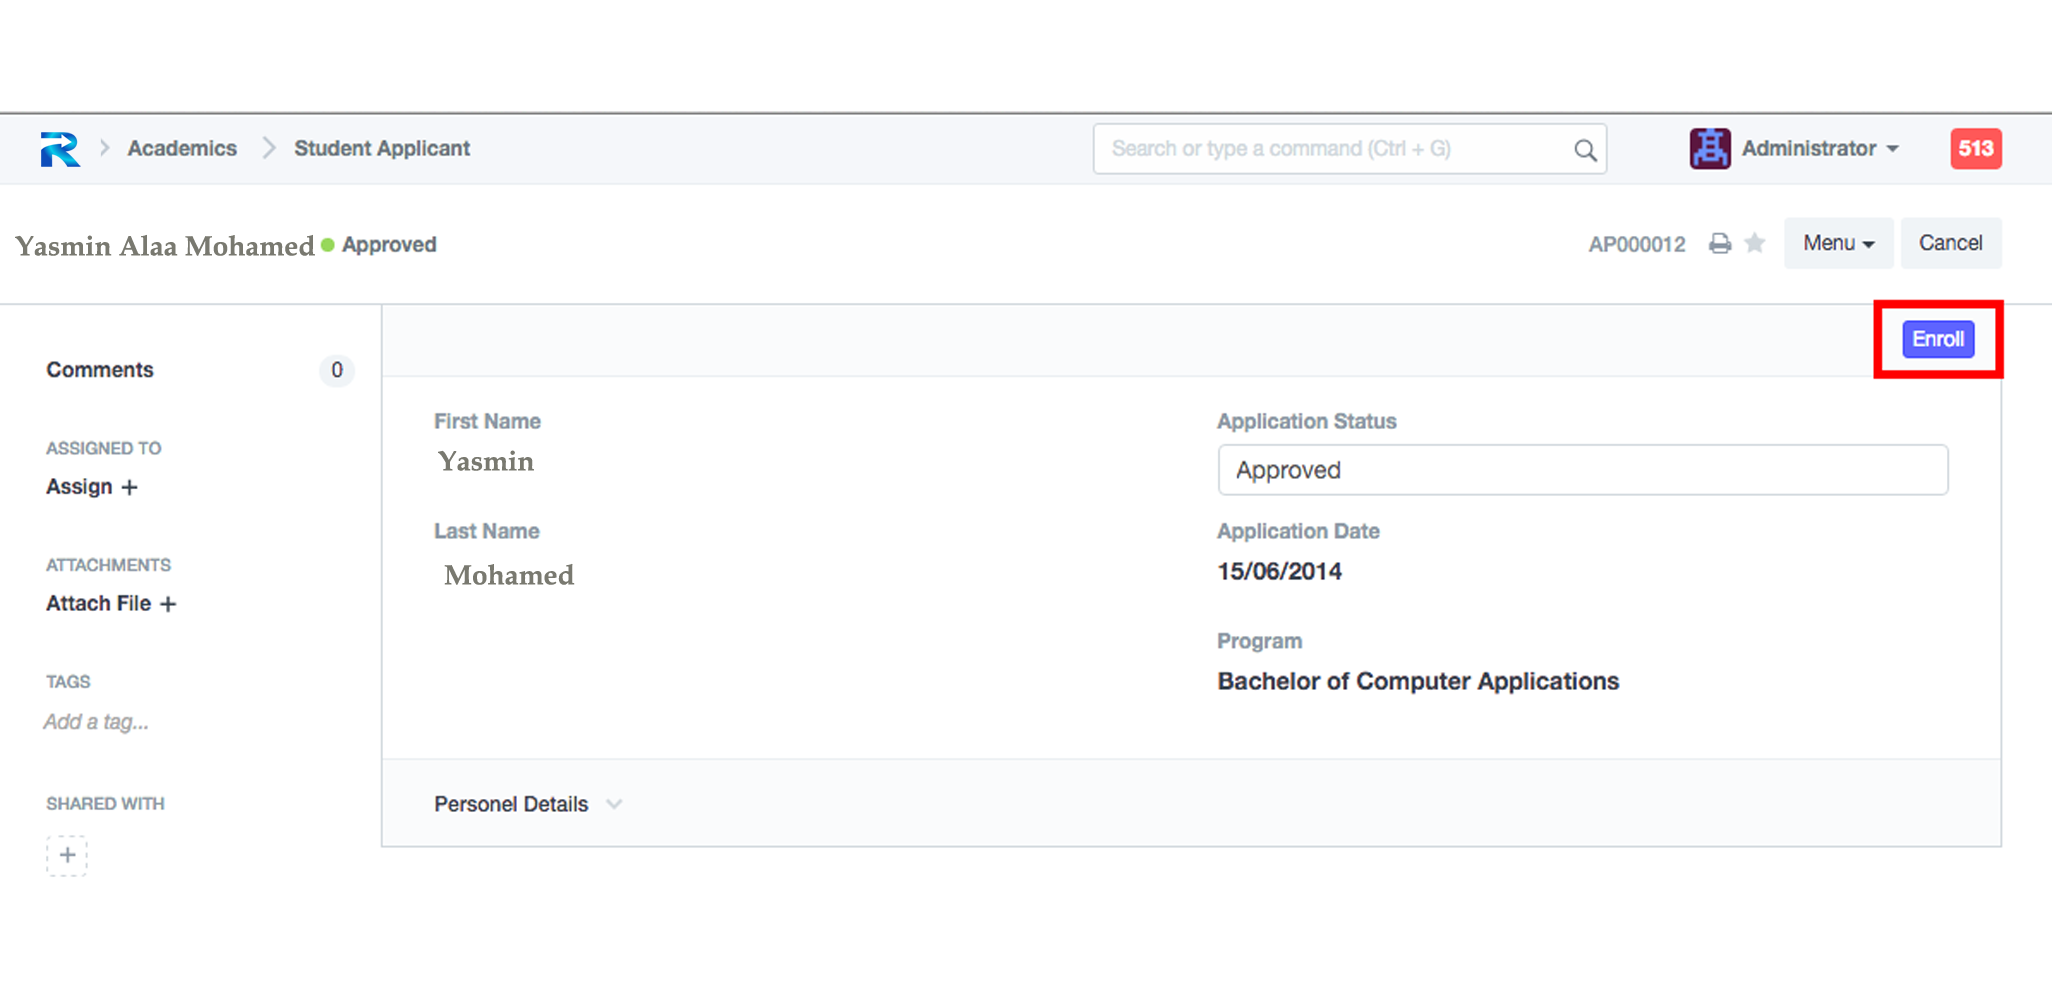 Academics Student Applicant Search or type a command (Ctrl + G) Administrator 513
Yasmin Alaa Mohamed Approved AP000012 Menu Cancel
Enroll
Comments 0
ASSIGNED TO
Assign +
ATTACHMENTS
Attach File +
TAGS
Add a tag...
SHARED WITH
+
First Name
Yasmin
Last Name
Mohamed
Application Status
Approved
Application Date
15/06/2014
Program
Bachelor of Computer Applications
Personel Details